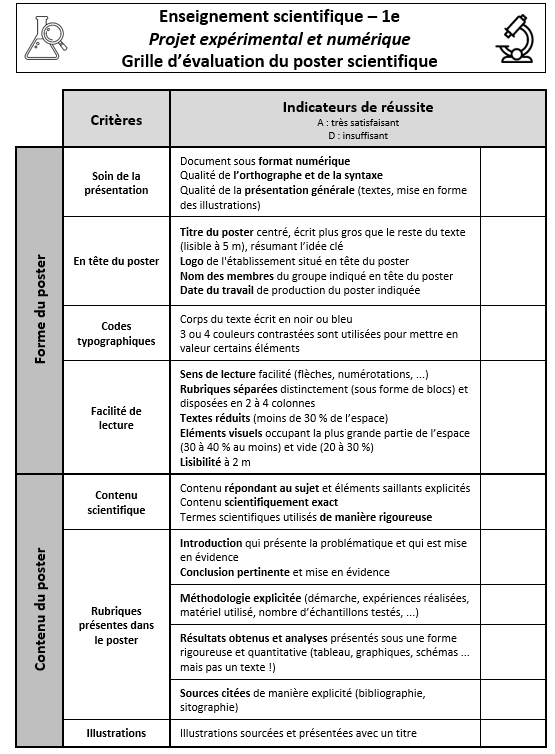 Enseignement scientifique – 1e
Projet expérimental et numérique
Grille d’évaluation du poster scientifique
Critères
Indicateurs de réussite
A : très satisfaisant
D : insuffisant
Forme du poster
Soin de la
présentation
Document sous format numérique
Qualité de l’orthographe et de la syntaxe
Qualité de la présentation générale (textes, mise en forme
des illustrations)
En tête du poster
Titre du poster centré, écrit plus gros que le reste du texte
(lisible à 5 m), résumant l’idée clé
Logo de l'établissement situé en tête du poster
Nom des membres du groupe indiqué en tête du poster
Date du travail de production du poster indiquée
Codes
typographiques
Corps du texte écrit en noir ou bleu
3 ou 4 couleurs contrastées sont utilisées pour mettre en
valeur certains éléments
Facilité de
lecture
Sens de lecture facilité (flèches, numérotations, ...)
Rubriques séparées distinctement (sous forme de blocs) et
disposées en 2 à 4 colonnes
Textes réduits (moins de 30 % de l’espace)
Eléments visuels occupant la plus grande partie de l’espace
(30 à 40 % au moins) et vide (20 à 30 %)
Lisibilité à 2 m
Contenu du poster
Contenu
scientifique
Contenu répondant au sujet et éléments saillants explicités
Contenu scientifiquement exact
Termes scientifiques utilisés de manière rigoureuse
Rubriques
présentes dans
le poster
Introduction qui présente la problématique et qui est mise
en évidence
Conclusion pertinente et mise en évidence
Méthodologie explicitée (démarche, expériences réalisées,
matériel utilisé, nombre d’échantillons testés, ...)
Résultats obtenus et analyses présentés sous une forme
rigoureuse et quantitative (tableau, graphiques, schémas ...
mais pas un texte !)
Sources citées de manière explicité (bibliographie,
sitographie)
Illustrations
Illustrations sourcées et présentées avec un titre